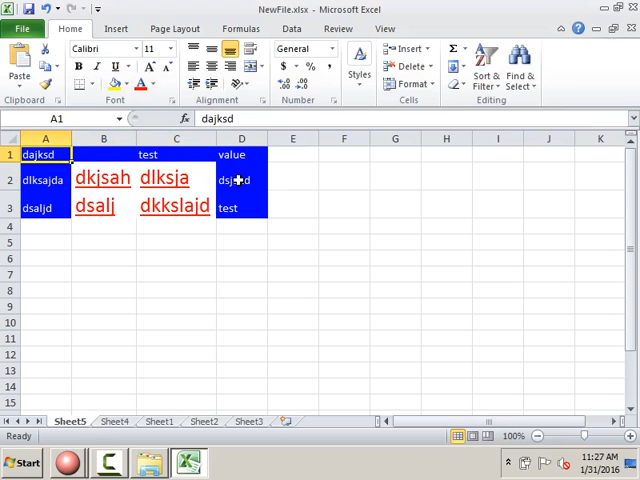 NewFile.xlsx - Microsoft Excel
File Home Insert Page Layout Formulas Data Review View
Calibri 11 General Insert Σ
Paste B I U $ % , Styles Delete Sort & Filter Find & Select
Format
Clipboard Font Alignment Number Cells Editing
A1 fx dajksd
A B C D E F G H I J K
1 dajksd test value
2 dlksajda dkjsah dlksja
3 dsaljd dsalj dkkslajd test
4
5
6
7
8
9
10
11
12
13
14
15
Sheet5 Sheet4 Sheet1 Sheet2 Sheet3
Ready 100%
Start 11:27 AM
1/31/2016